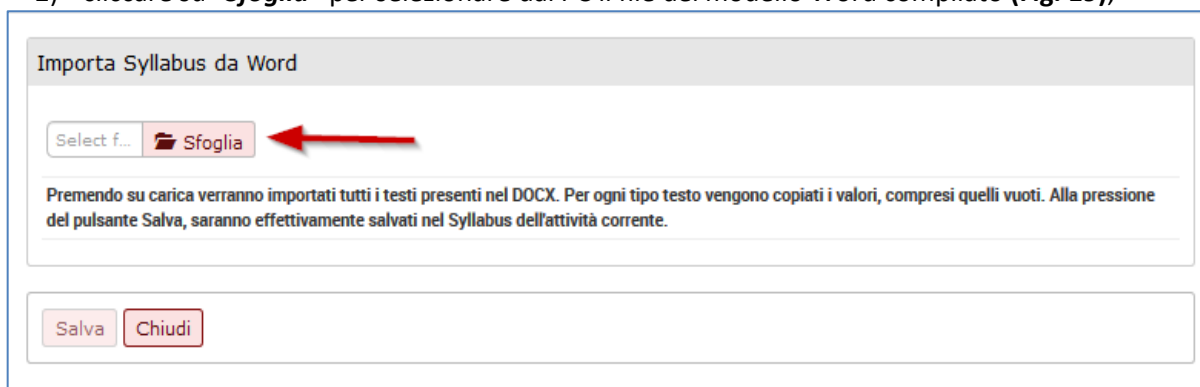 Importa Syllabus da Word
Select f... Sfoglia
Premendo su carica verranno importati tutti i testi presenti nel DOCX. Per ogni tipo testo vengono copiati i valori, compresi quelli vuoti. Alla pressione
del pulsante Salva, saranno effettivamente salvati nel Syllabus dell'attività corrente.
Salva Chiudi